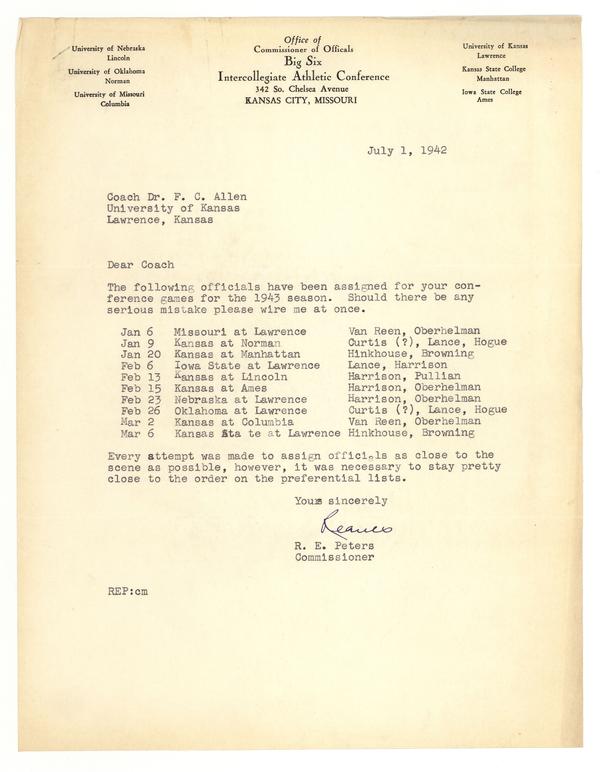 Office of
Commissioner of Officals
Big Six
Intercollegiate Athletic Conference
342 So. Chelsea Avenue
KANSAS CITY, MISSOURI
University of Nebraska
Lincoln
University of Oklahoma
Norman
University of Missouri
Columbia
University of Kansas
Lawrence
Kansas State College
Manhattan
Iowa State College
Ames
July 1, 1942
Coach Dr. F. C. Allen
University of Kansas
Lawrence, Kansas
Dear Coach
The following officials have been assigned for your con-
ference games for the 1943 season. Should there be any
serious mistake please wire me at once.
Jan 6 Missouri at Lawrence Van Reen, Oberhelman
Jan 9 Kansas at Norman Curtis (?), Lance, Hogue
Jan 20 Kansas at Manhattan Hinkhouse, Browning
Feb 6 Iowa State at Lawrence Lance, Harrison
Feb 13 Kansas at Lincoln Harrison, Pullian
Feb 15 Kansas at Ames Harrison, Oberhelman
Feb 23 Nebraska at Lawrence Harrison, Oberhelman
Feb 26 Oklahoma at Lawrence Curtis (?), Lance, Hogue
Mar 2 Kansas at Columbia Van Reen, Oberhelman
Mar 6 Kansas Sta te at Lawrence Hinkhouse, Browning
Every attempt was made to assign officials as close to the
scene as possible, however, it was necessary to stay pretty
close to the order on the preferential lists.
Yours sincerely
Reaves
R. E. Peters
Commissioner
REP:cm